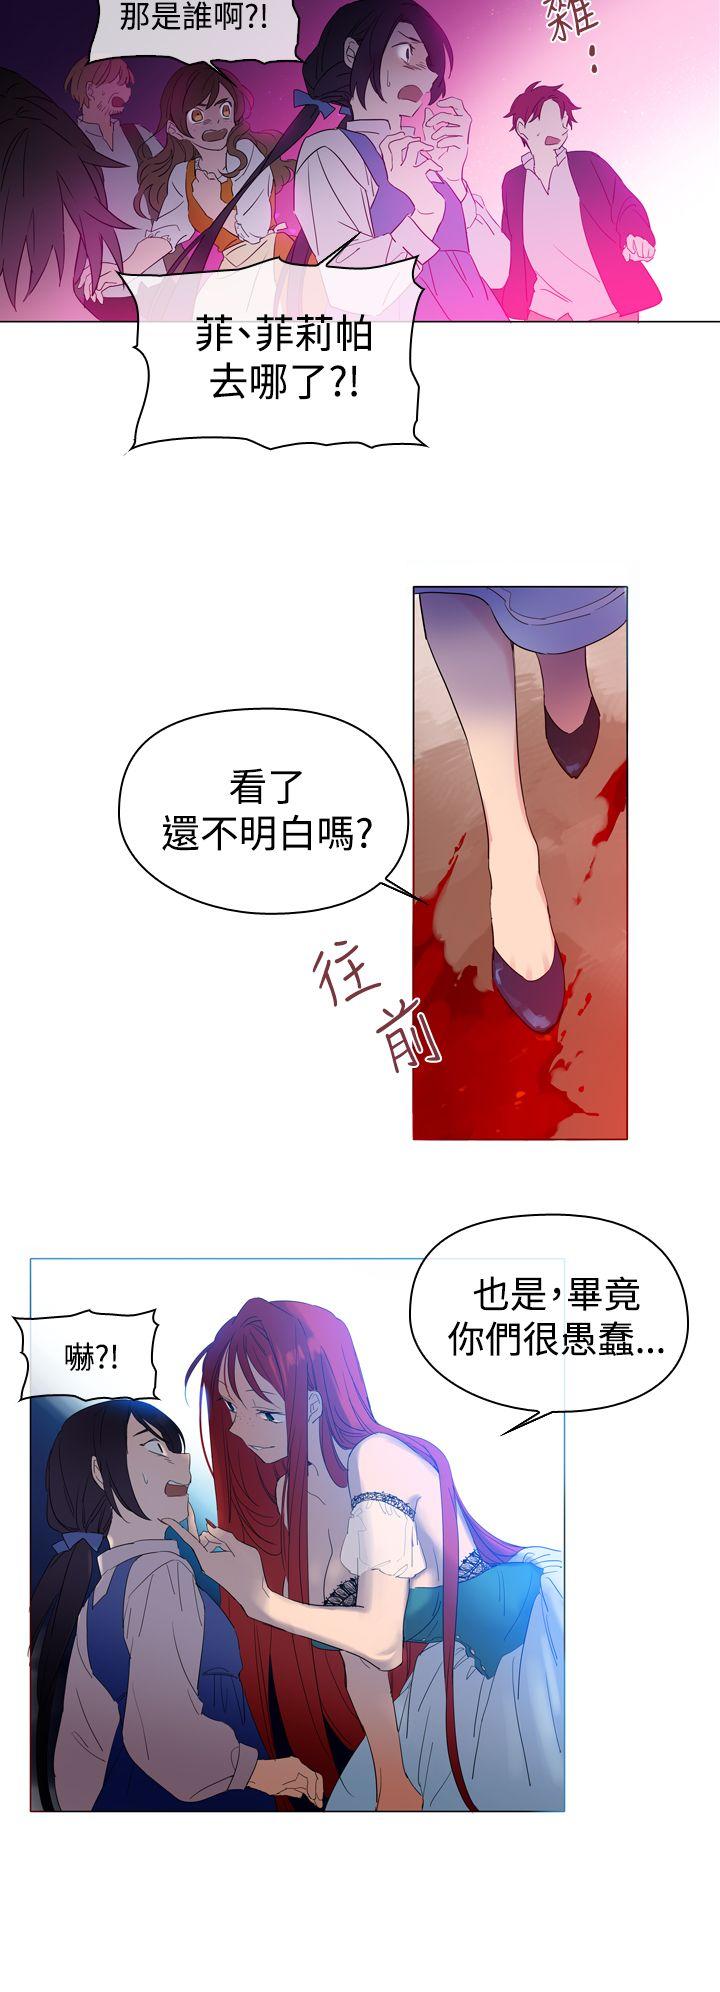 那是誰啊?!
雜⋯
菲、菲莉帕
去哪了?!
看了
還不明白嗎?
往
前
也是，畢竟
你們很愚蠢...
嚇?!